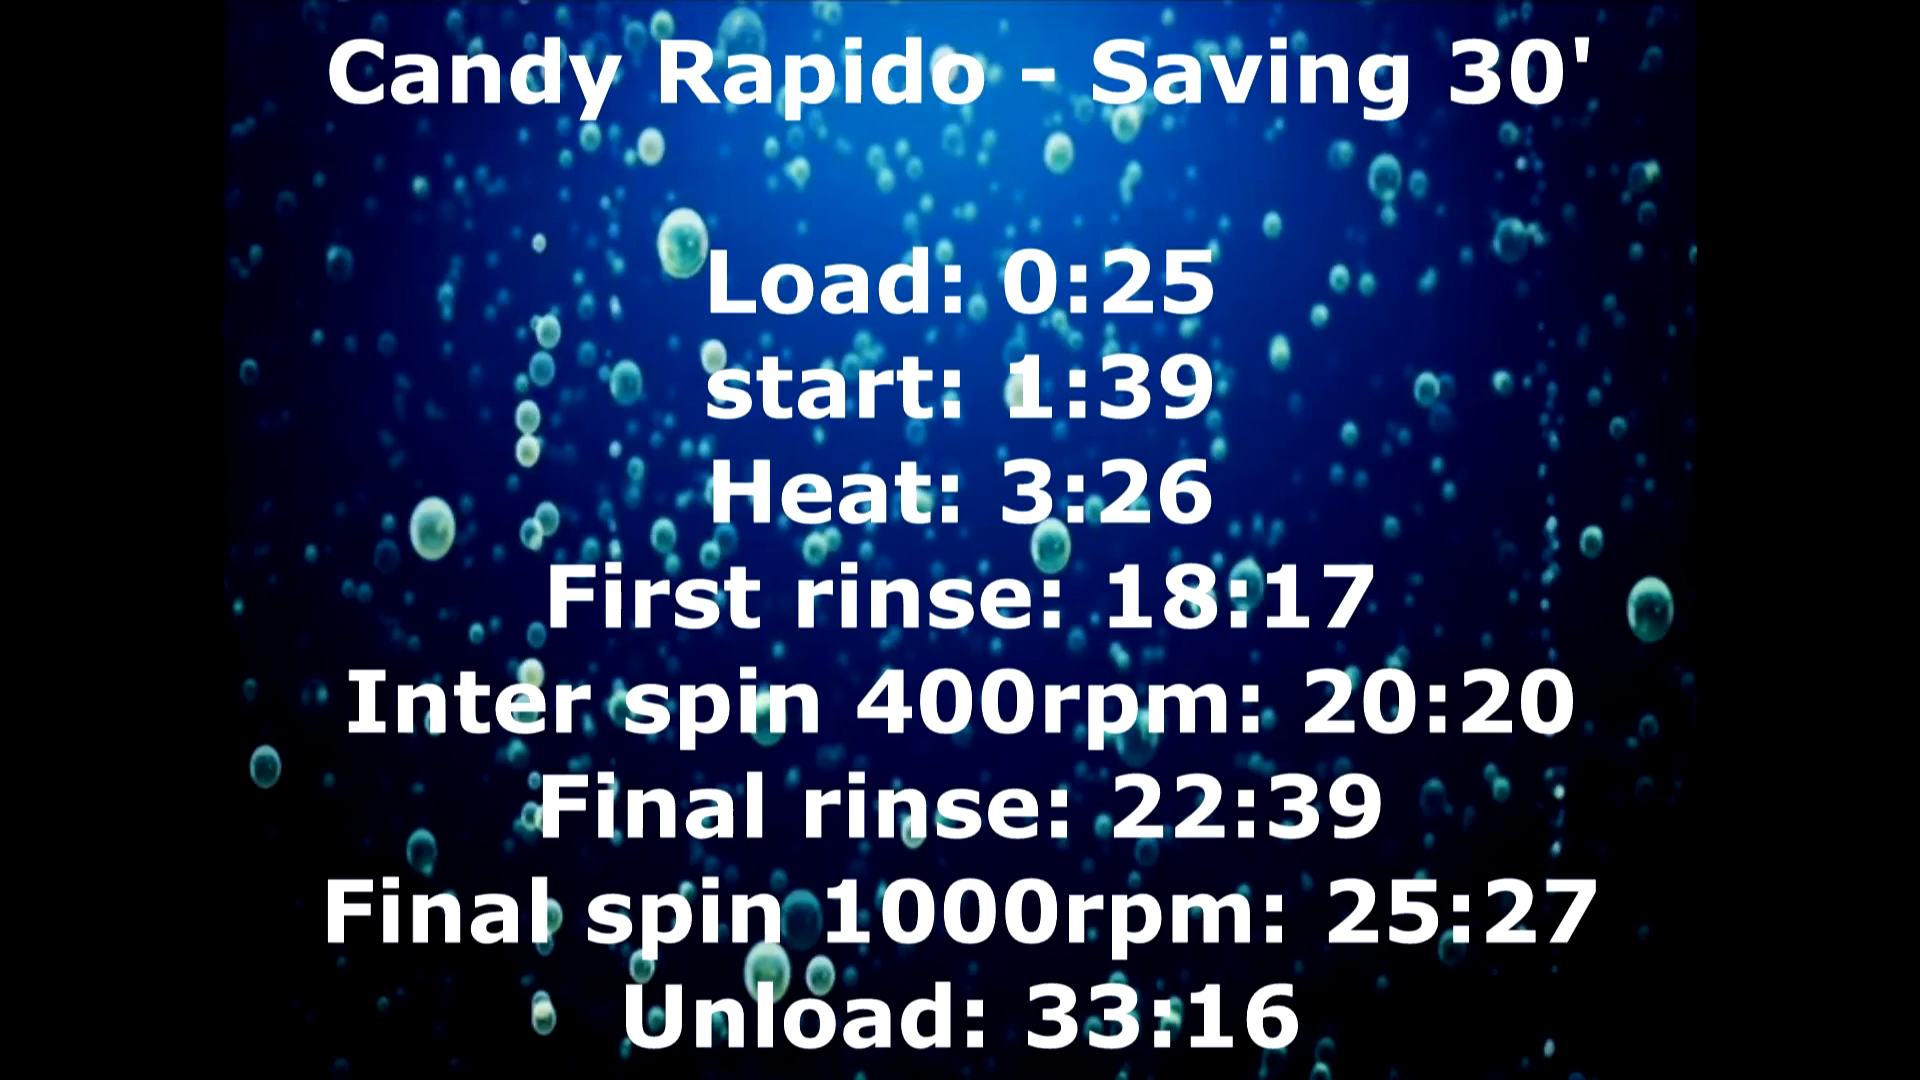 Candy Rapido - Saving 30'
Load: 0:25
start: 1:39
Heat: 3:26
First rinse: 18:17
Inter spin 400rpm: 20:20
Final rinse: 22:39
Final spin 1000rpm: 25:27
Unload: 33:16